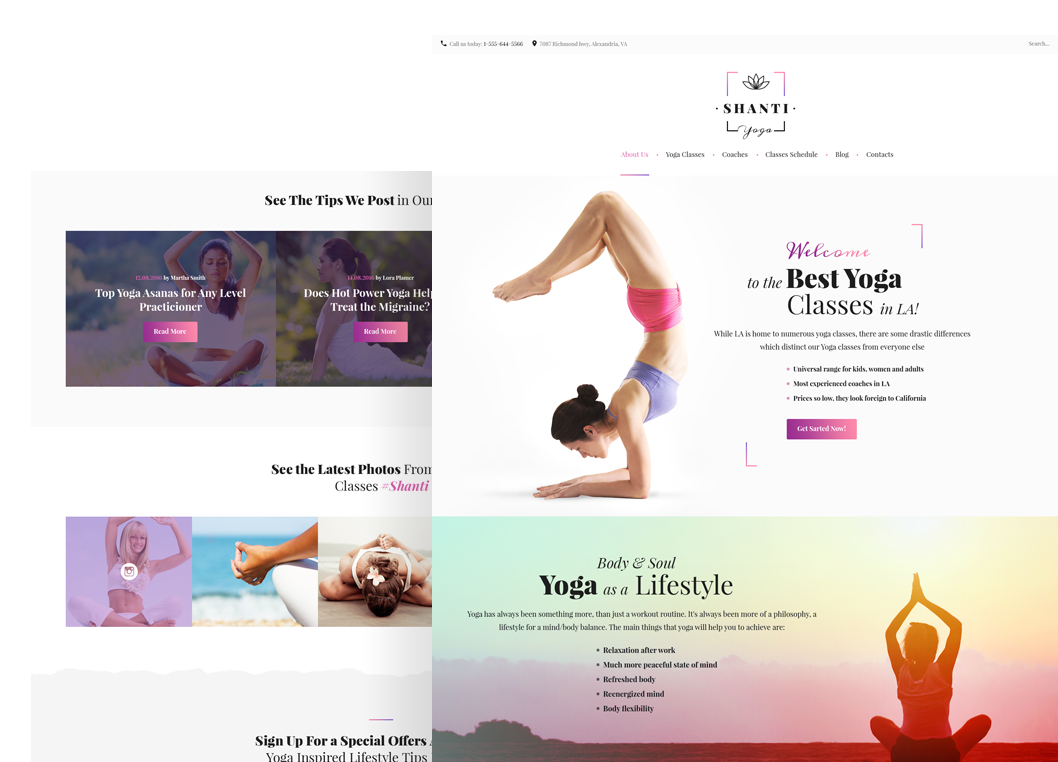 Call us today: 1-555-644-5566
7087 Richmond hwy, Alexandria, VA
Search...
· SHANTI ·
yoga
About Us
Yoga Classes
Coaches
Classes Schedule
Blog
Contacts
See The Tips We Post in Our
12.08.2016 by Martha Smith
Top Yoga Asanas for Any Level
Practicioner
Read More
by Lora Plamer
Does Hot Power Yoga Help
Treat the Migraine?
Read More
See the Latest Photos From
Classes #Shanti
Sign Up For a Special Offers
Yoga Inspired Lifestyle Tips
Welcome
to the Best Yoga
Classes in LA!
While LA is home to numerous yoga classes, there are some drastic differences
which distinct our Yoga classes from everyone else
Universal range for kids, women and adults
Most experienced coaches in LA
Prices so low, they look foreign to California
Get Sarted Now!
Body & Soul
Yoga as a Lifestyle
Yoga has always been something more, than just a workout routine. It's always been more of a philosophy, a
lifestyle for a mind/body balance. The main things that yoga will help you to achieve are:
Relaxation after work
Much more peaceful state of mind
Refreshed body
Reenergized mind
Body flexibility